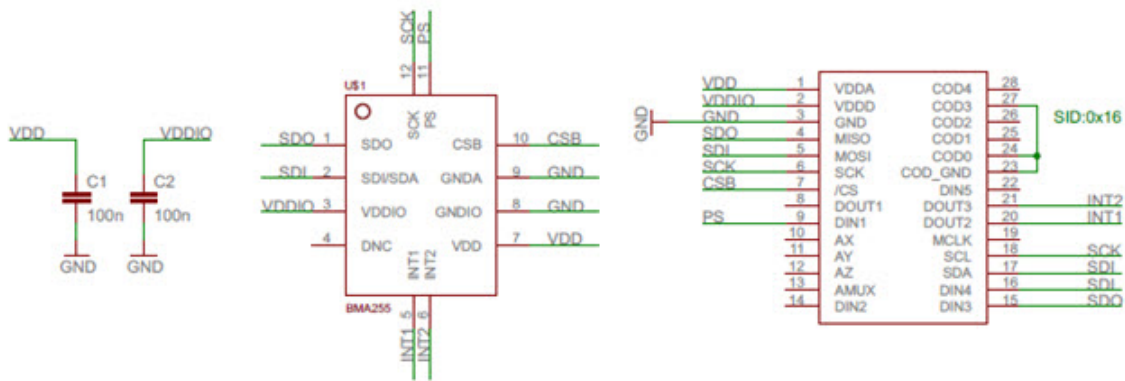 VDD
VDDIO
C1
100n
C2
100n
GND
GND
SCK
PS
12
11
U$1
SCK
PS
SDO 1 SDO CSB 10 CSB
SDI 2 SDI/SDA GNDA 9 GND
VDDIO 3 VDDIO GNDIO 8 GND
4 DNC VDD 7 VDD
INT1
INT2
BMA255
5
6
INT1
INT2
GND
VDD 1 VDDA COD4 28
VDDIO 2 VDDD COD3 27
GND 3 GND COD2 26
SDO 4 MISO COD1 25
SDI 5 MOSI COD0 24
SCK 6 SCK COD_GND 23
CSB 7 /CS DIN5 22
8 DOUT1 DOUT3 21 INT2
PS 9 DIN1 DOUT2 20 INT1
10 AX MCLK 19
11 AY SCL 18 SCK
12 AZ SDA 17 SDI
13 AMUX DIN4 16 SDI
14 DIN2 DIN3 15 SDO
SID:0x16